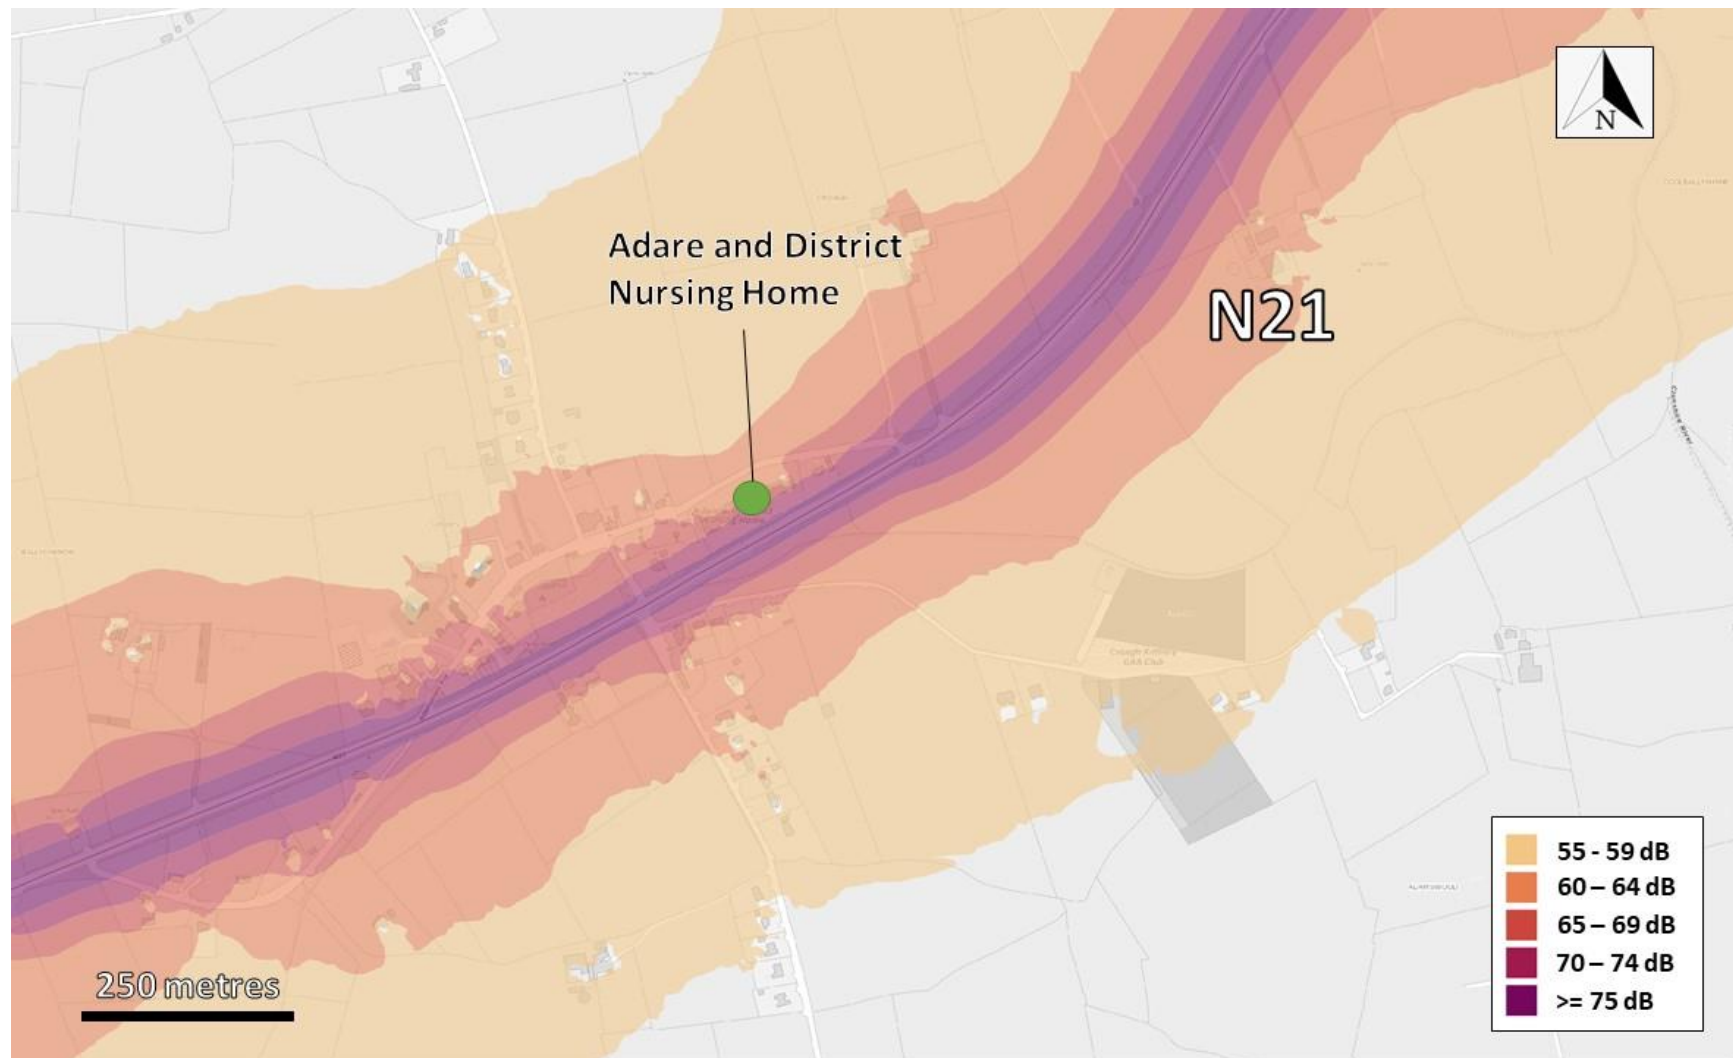 N
Adare and District
Nursing Home
N21
250 metres
55 - 59 dB
60 – 64 dB
65 – 69 dB
70 – 74 dB
>= 75 dB